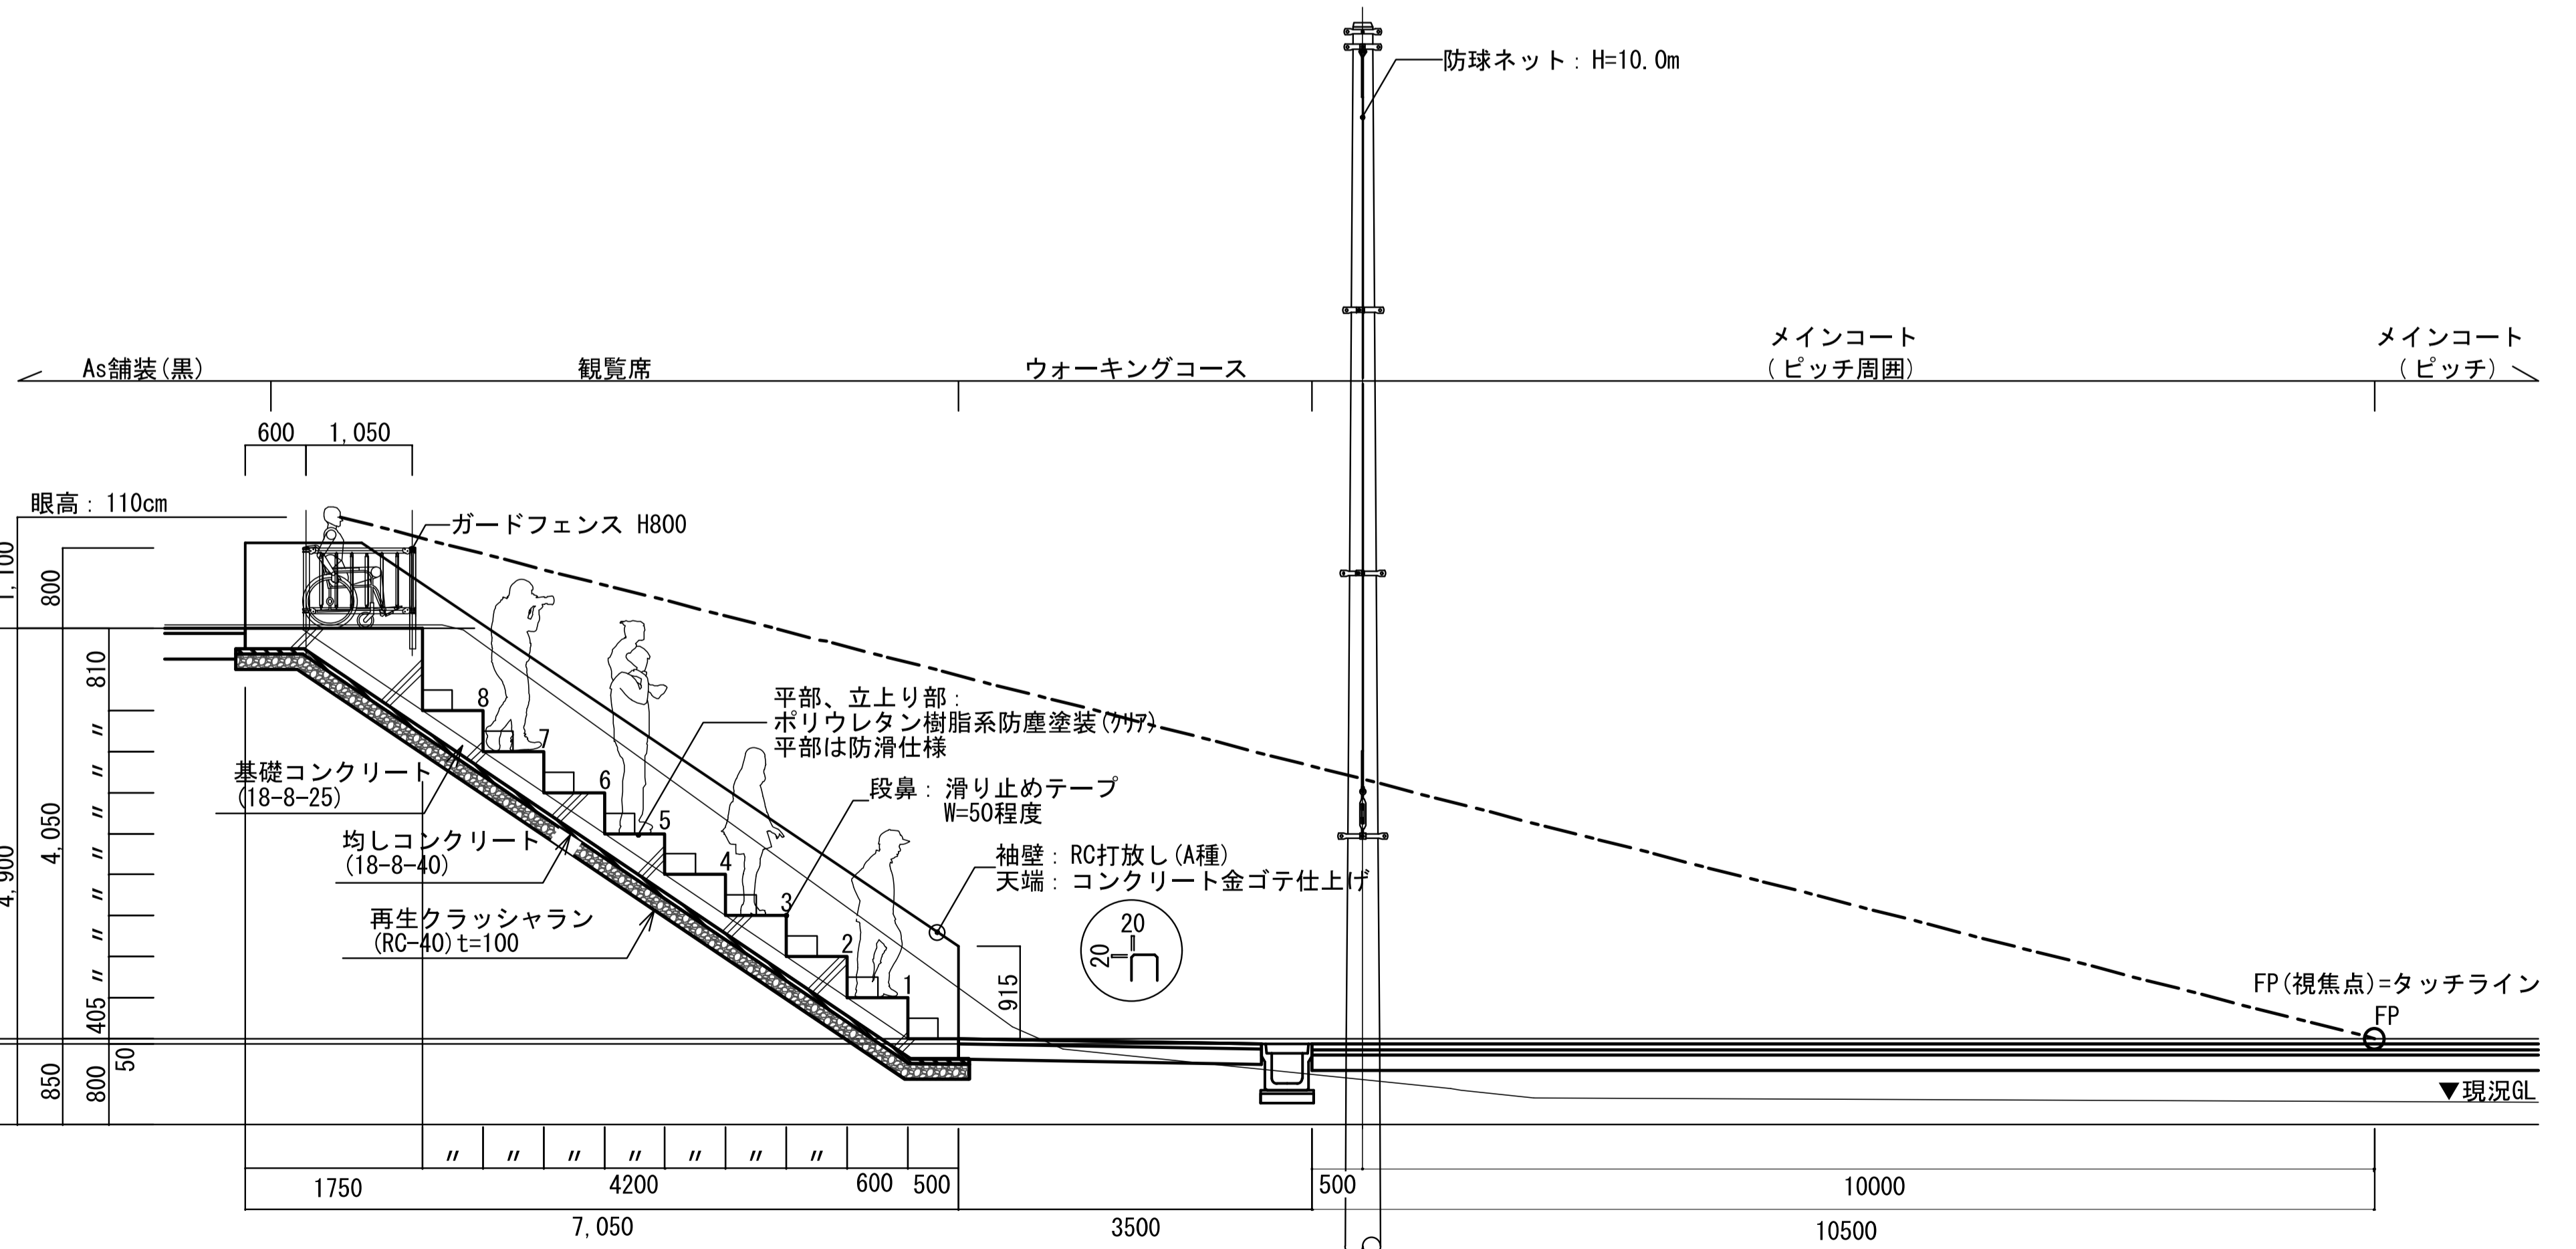 防球ネット：H=10.0m
メインコート
(ピッチ周囲)
メインコート
(ピッチ)
As舗装(黒)
観覧席
ウォーキングコース
600
1,050
眼高：110cm
ガードフェンス H800
1,100
800
810
〃
〃
〃
〃
〃
〃
〃
405
50
4,050
4,900
850
800
8
7
6
5
4
3
2
1
平部、立上り部：
ポリウレタン樹脂系防塵塗装(ｸﾘｱ)
平部は防滑仕様
段鼻：滑り止めテープ
W=50程度
基礎コンクリート
(18-8-25)
均しコンクリート
(18-8-40)
再生クラッシャラン
(RC-40)t=100
袖壁：RC打放し(A種)
天端：コンクリート金ゴテ仕上げ
20
20
915
FP(視焦点)=タッチライン
FP
▼現況GL
〃
〃
〃
〃
〃
〃
〃
1750
4200
600
500
500
10000
7,050
3500
10500